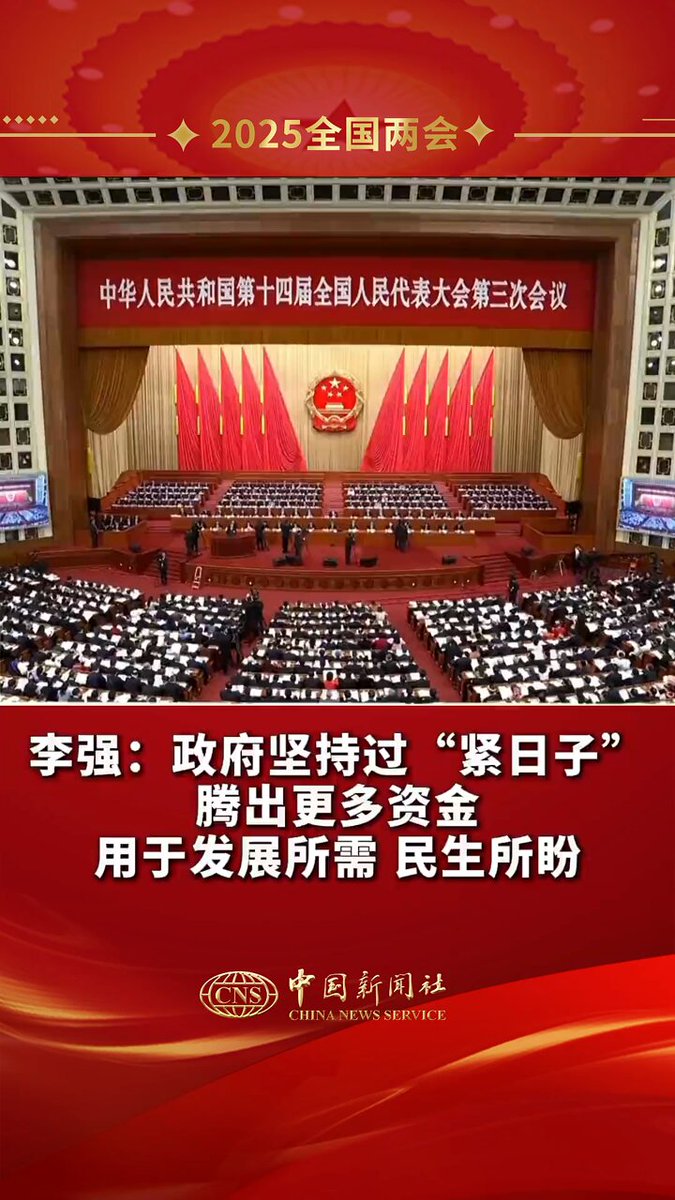 2025全国两会
中华人民共和国第十四届全国人民代表大会第三次会议
李强：政府坚持过“紧日子”
腾出更多资金
用于发展所需 民生所盼
CNS 中国新闻社
CHINA NEWS SERVICE